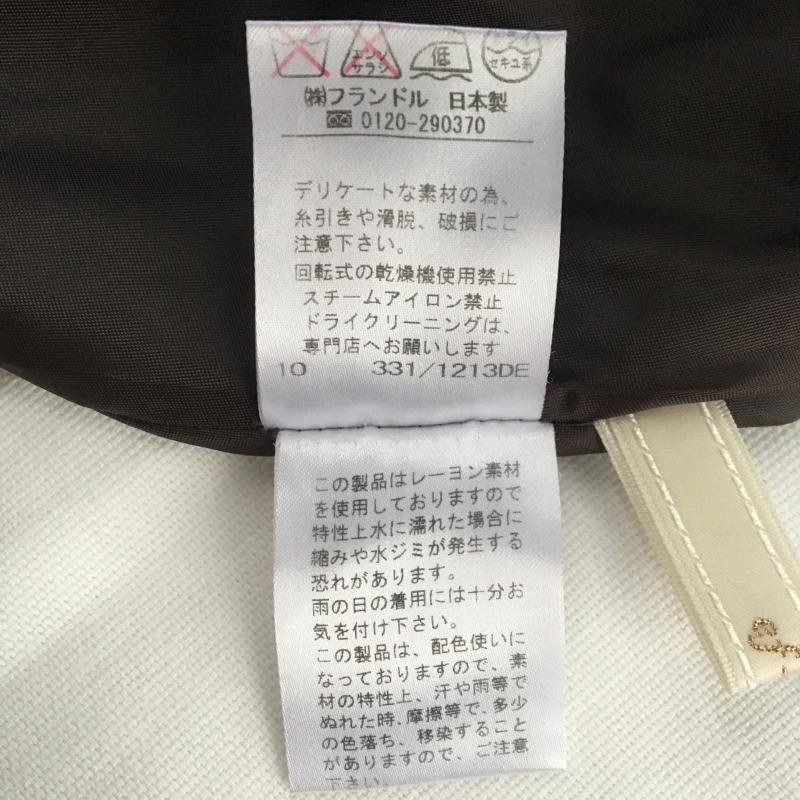 エンソ
サラシ
低
ドライ
セキユ系
㈱フランドル 日本製
0120-290370
デリケートな素材の為、
糸引きや滑脱、破損にご
注意下さい。
回転式の乾燥機使用禁止
スチームアイロン禁止
ドライクリーニングは、
専門店へお願いします
10 331/1213DE
この製品はレーヨン素材
を使用しておりますので
特性上水に濡れた場合に
縮みや水ジミが発生する
恐れがあります。
雨の日の着用には十分お
気を付け下さい。
この製品は、配色使いに
なっておりますので、素
材の特性上、汗や雨等で
ぬれた時、摩擦等で、多少
の色落ち、移染すること
がありますので、ご注意
下さい。